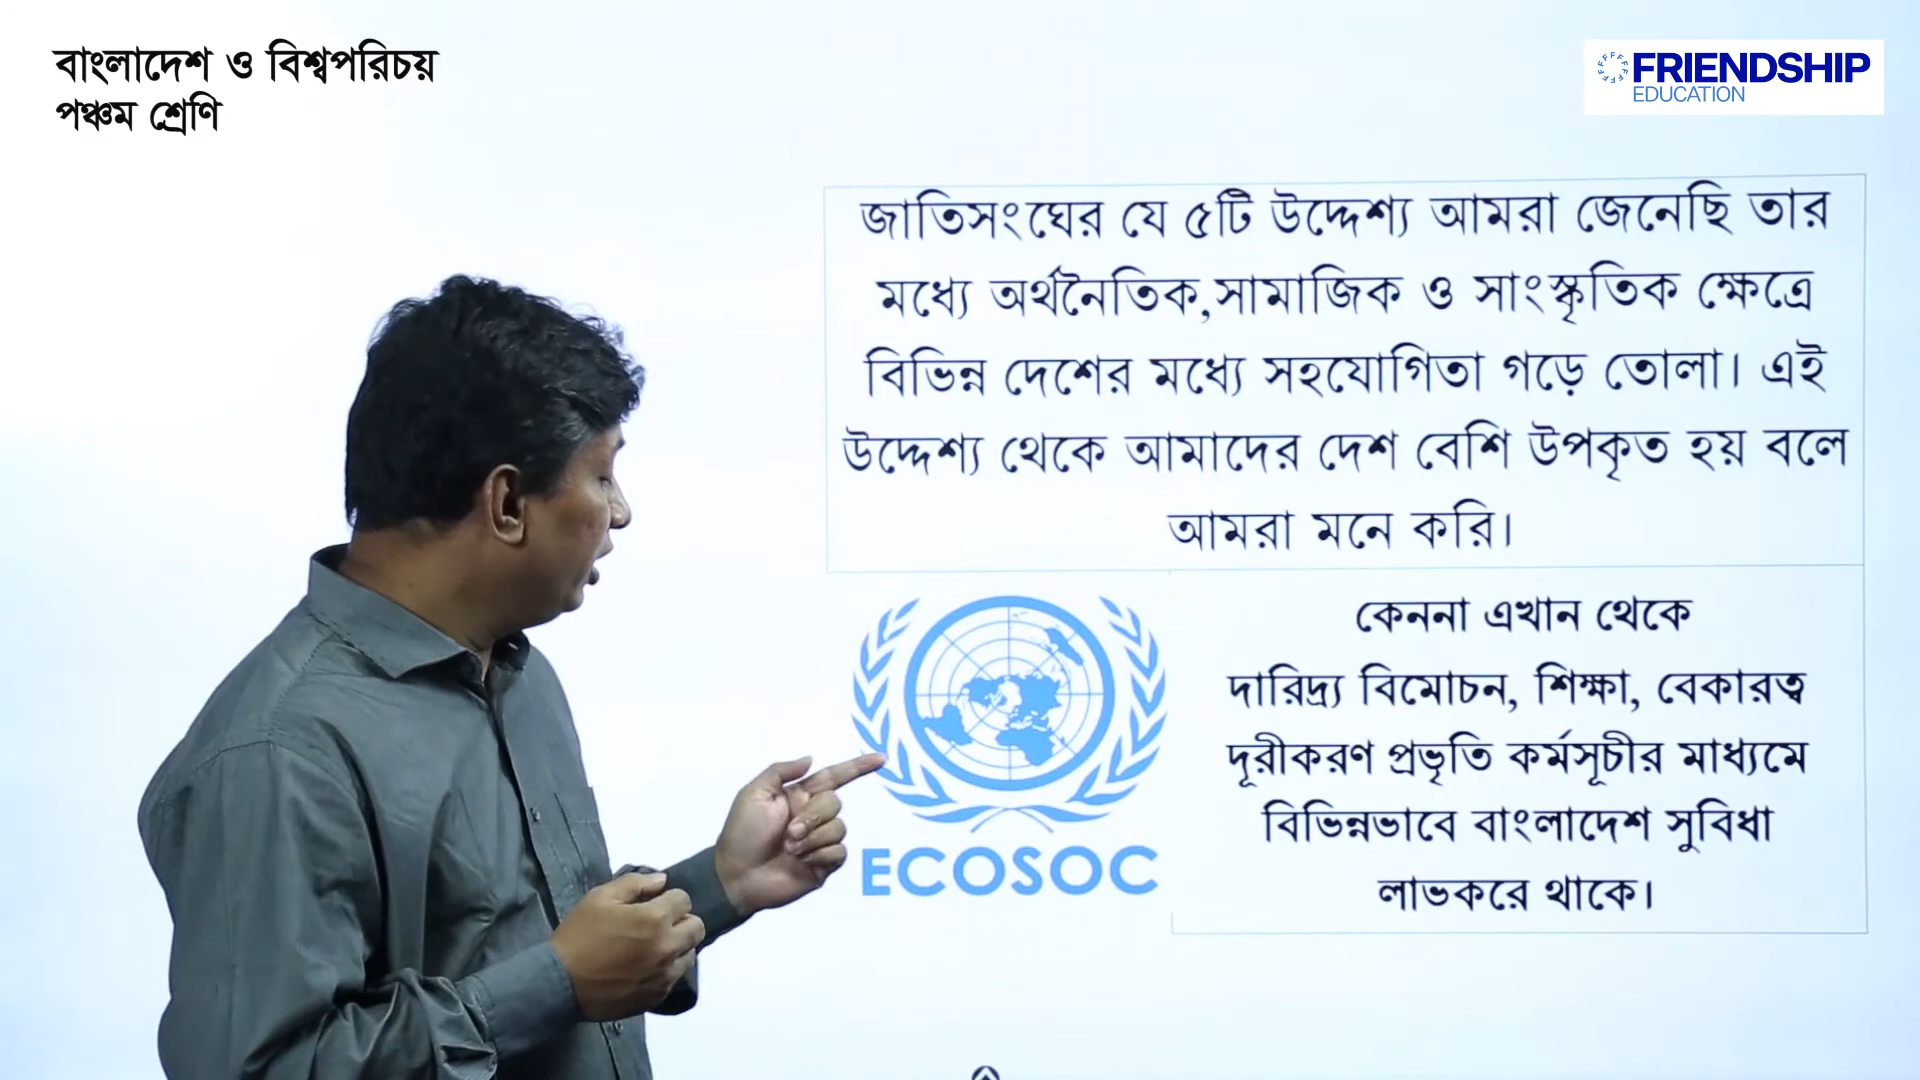 বাংলাদেশ ও বিশ্বপরিচয়
পঞ্চম শ্রেণি
FRIENDSHIP
EDUCATION
জাতিসংঘের যে ৫টি উদ্দেশ্য আমরা জেনেছি তার
মধ্যে অর্থনৈতিক,সামাজিক ও সাংস্কৃতিক ক্ষেত্রে
বিভিন্ন দেশের মধ্যে সহযোগিতা গড়ে তোলা। এই
উদ্দেশ্য থেকে আমাদের দেশ বেশি উপকৃত হয় বলে
আমরা মনে করি।
কেননা এখান থেকে
দারিদ্র্য বিমোচন, শিক্ষা, বেকারত্ব
দূরীকরণ প্রভৃতি কর্মসূচীর মাধ্যমে
বিভিন্নভাবে বাংলাদেশ সুবিধা
লাভকরে থাকে।
ECOSOC